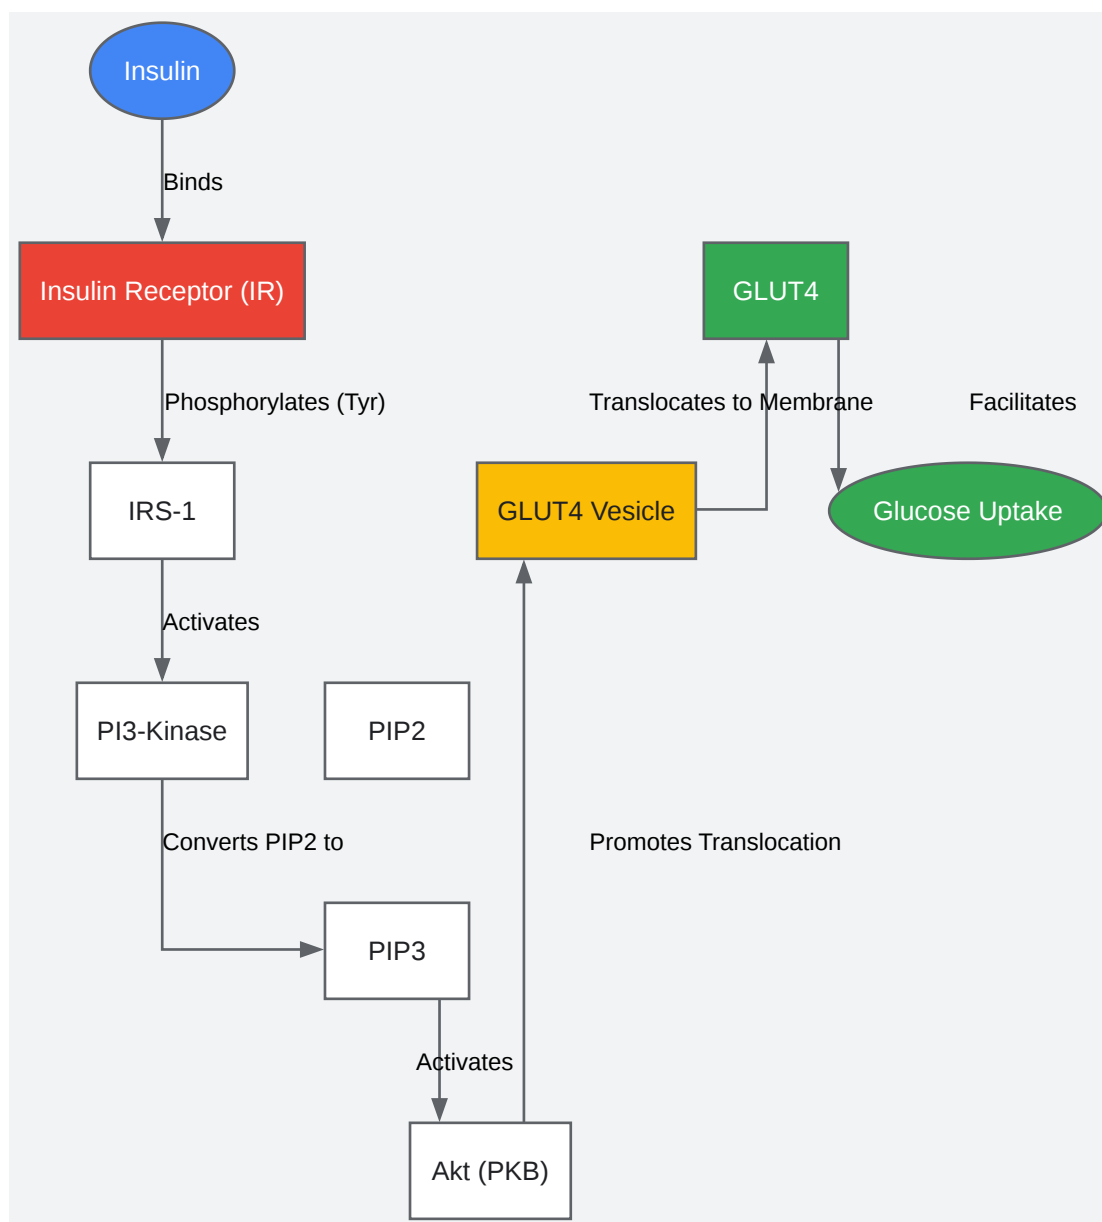 Insulin
Binds
Insulin Receptor (IR)
GLUT4
Phosphorylates (Tyr)
Translocates to Membrane
Facilitates
IRS-1
GLUT4 Vesicle
Glucose Uptake
Activates
PI3-Kinase
PIP2
Converts PIP2 to
Promotes Translocation
PIP3
Activates
Akt (PKB)